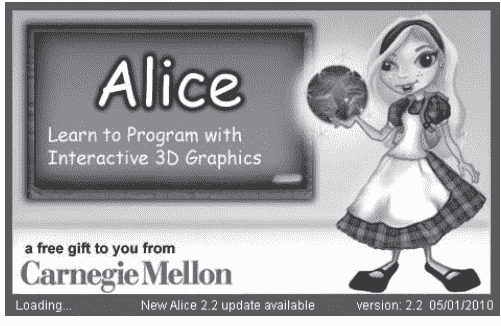 Alice
Learn to Program with
Interactive 3D Graphics
a free gift to you from
Carnegie Mellon
Loading... New Alice 2.2 update available version: 2.2 05/01/2010